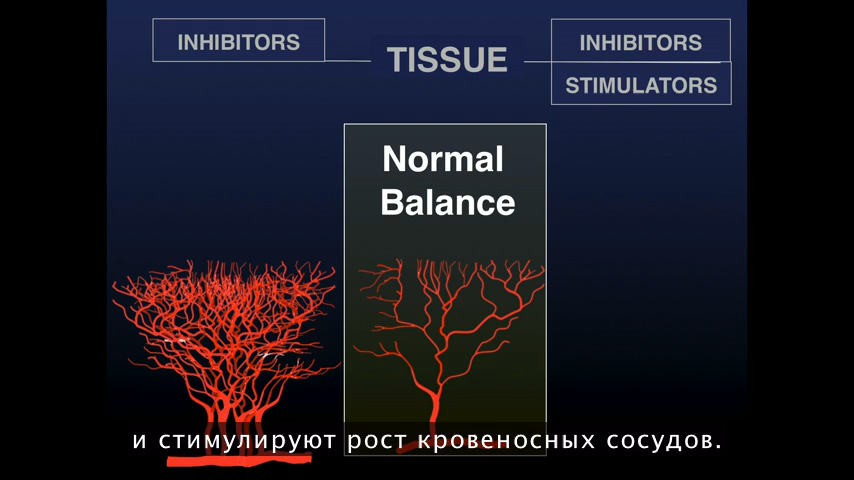 INHIBITORS
TISSUE
INHIBITORS
STIMULATORS
Normal
Balance
и стимулируют рост кровеносных сосудов.